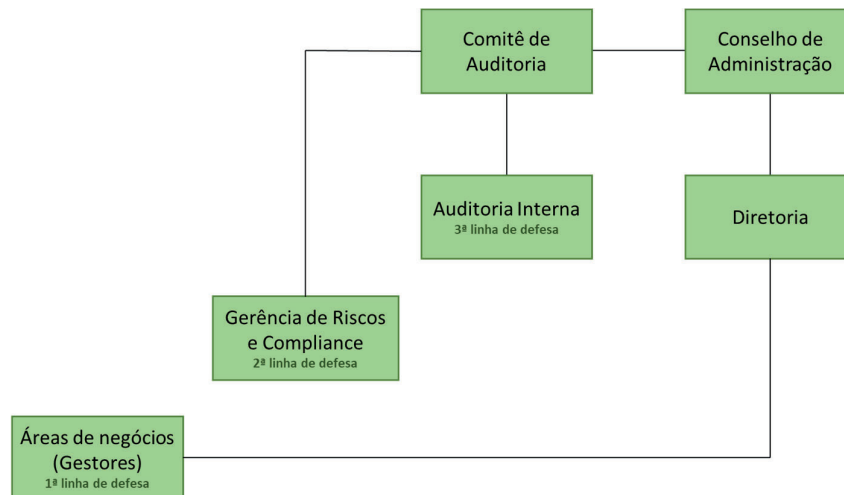 Comitê de
Auditoria
Conselho de
Administração
Auditoria Interna
3ª linha de defesa
Diretoria
Gerência de Riscos
e Compliance
2ª linha de defesa
Áreas de negócios
(Gestores)
1ª linha de defesa